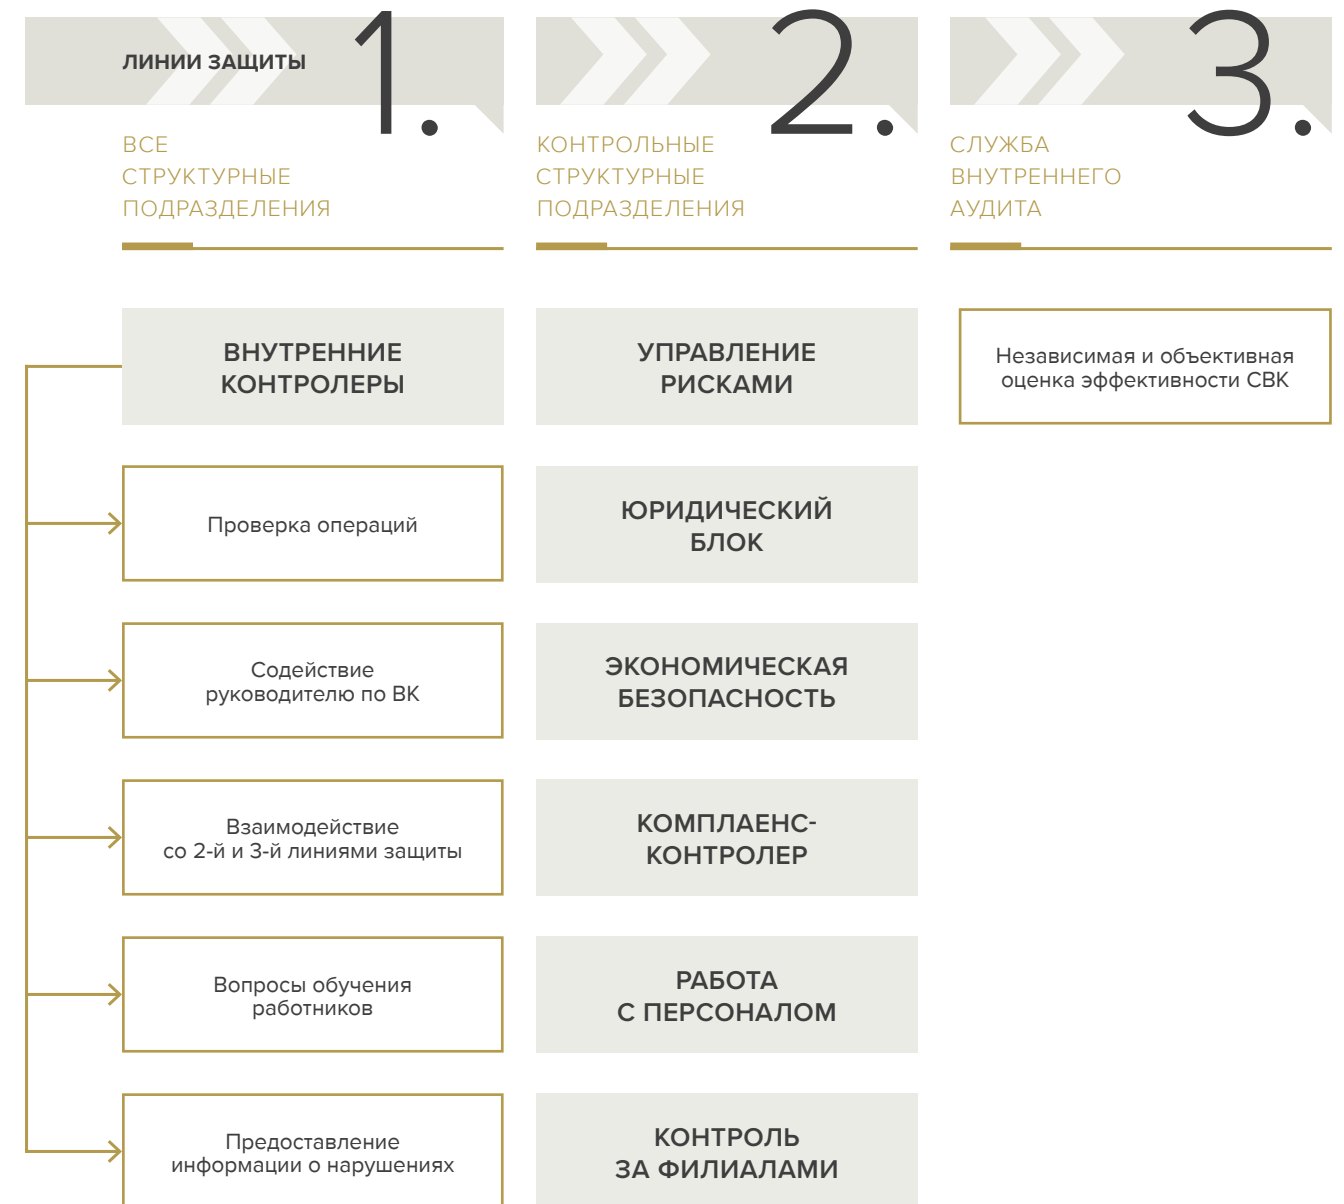 ЛИНИИ ЗАЩИТЫ
1.
ВСЕ
СТРУКТУРНЫЕ
ПОДРАЗДЕЛЕНИЯ
ВНУТРЕННИЕ
КОНТРОЛЕРЫ
Проверка операций
Содействие
руководителю по ВК
Взаимодействие
со 2-й и 3-й линиями защиты
Вопросы обучения
работников
Предоставление
информации о нарушениях
2.
КОНТРОЛЬНЫЕ
СТРУКТУРНЫЕ
ПОДРАЗДЕЛЕНИЯ
УПРАВЛЕНИЕ
РИСКАМИ
ЮРИДИЧЕСКИЙ
БЛОК
ЭКОНОМИЧЕСКАЯ
БЕЗОПАСНОСТЬ
КОМПЛАЕНС-
КОНТРОЛЕР
РАБОТА
С ПЕРСОНАЛОМ
КОНТРОЛЬ
ЗА ФИЛИАЛАМИ
3.
СЛУЖБА
ВНУТРЕННЕГО
АУДИТА
Независимая и объективная
оценка эффективности СВК